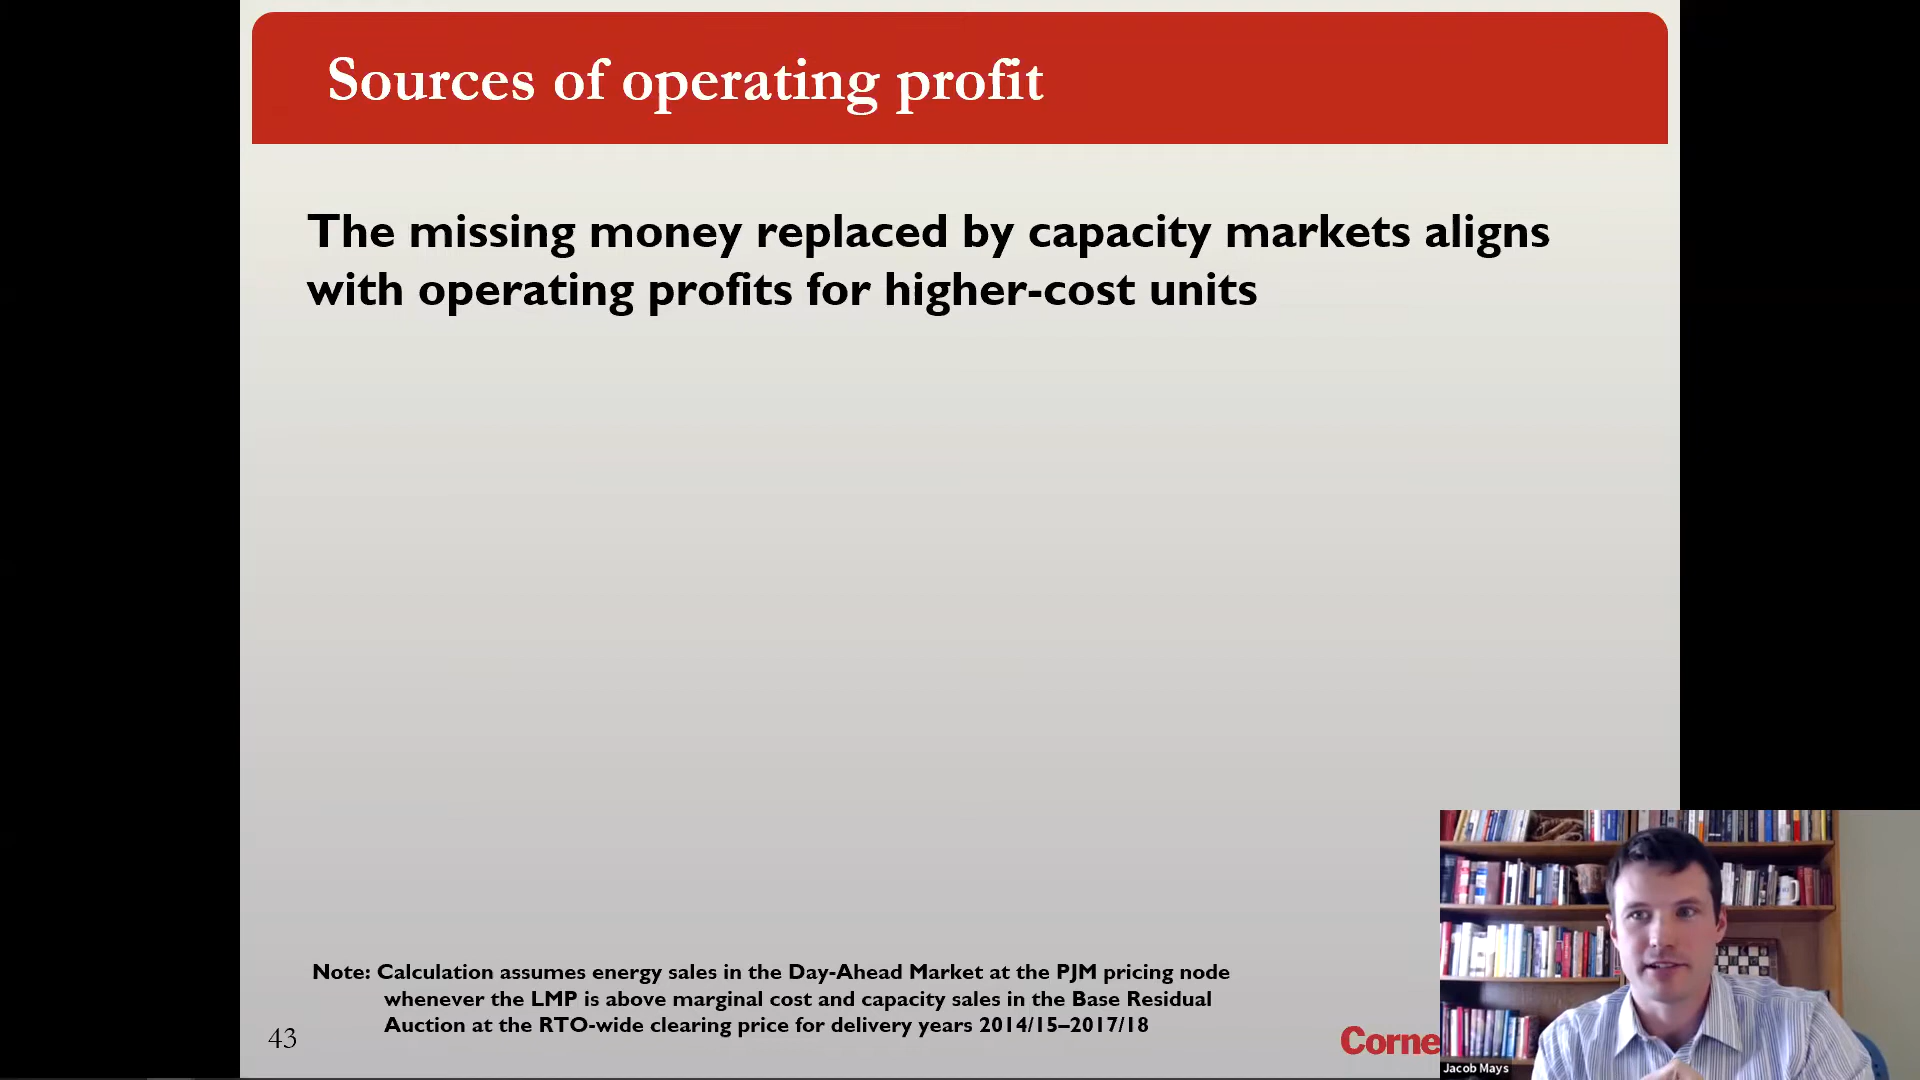 Sources of operating profit
The missing money replaced by capacity markets aligns
with operating profits for higher-cost units
Note: Calculation assumes energy sales in the Day-Ahead Market at the PJM pricing node
whenever the LMP is above marginal cost and capacity sales in the Base Residual
Auction at the RTO-wide clearing price for delivery years 2014/15–2017/18
43
Corne
Jacob Mays